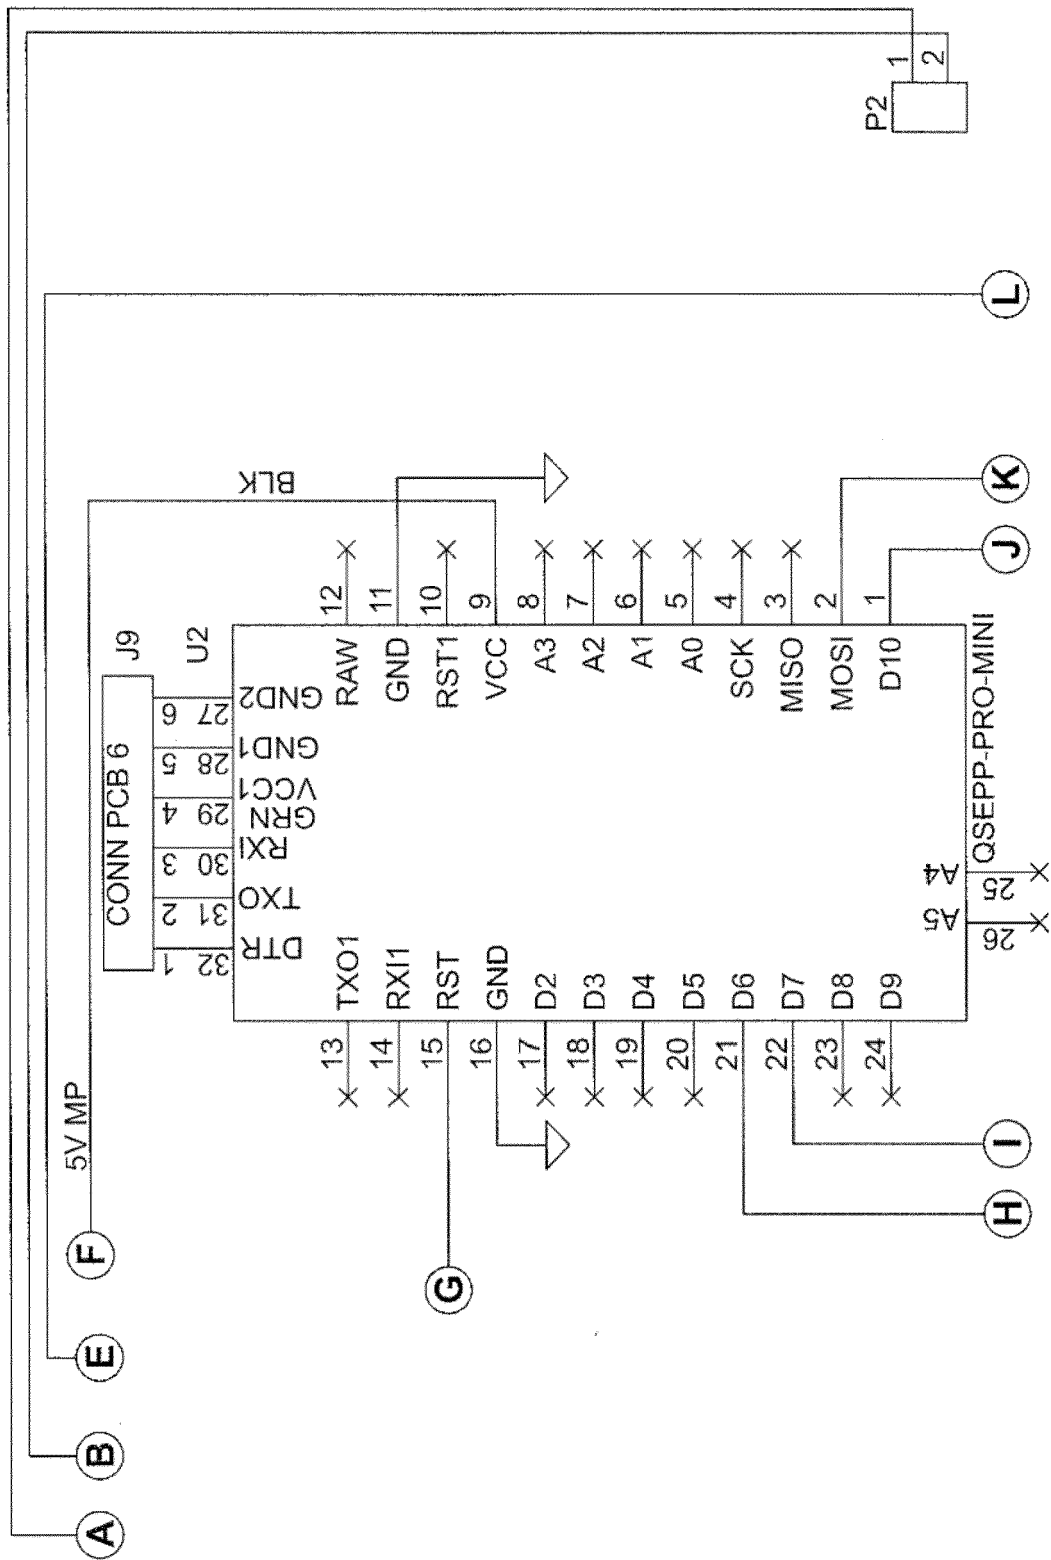 A
B
E
F
5V MP
G
H
I
J
K
L
P2
1
2
J9
CONN PCB 6
1 2 3 4 5 6
U2
32 31 30 29 28 27
DTR
TXO
RXI
GRN
VCC1
GND1
GND2
BLK
13 TXO1
14 RXI1
15 RST
16 GND
17 D2
18 D3
19 D4
20 D5
21 D6
22 D7
23 D8
24 D9
RAW 12
GND 11
RST1 10
VCC 9
A3 8
A2 7
A1 6
A0 5
SCK 4
MISO 3
MOSI 2
D10 1
A5 26
A4 25
QSEPP-PRO-MINI